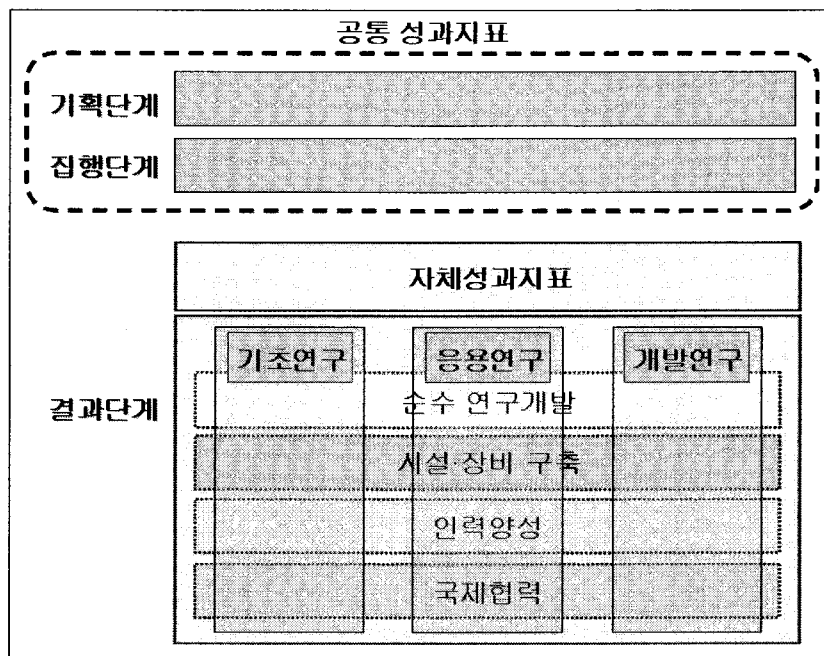 공통 성과지표
기획단계
집행단계
자체성과지표
기초연구 응용연구 개발연구
결과단계
순수 연구개발
시설·장비 구축
인력양성
국제협력